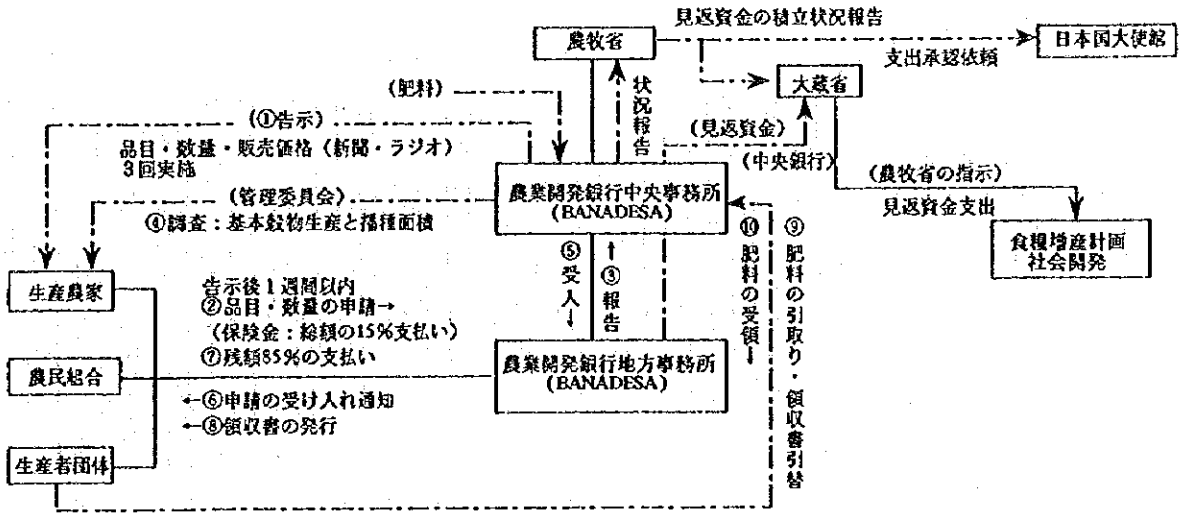 見返資金の積立状況報告
農牧省
日本国大使館
支出承認依頼
大蔵省
(肥料)
状況報告
(①告示)
(見返資金)
品目・数量・販売価格(新聞・ラジオ)
3回実施
(中央銀行)
(管理委員会)
農業開発銀行中央事務所
(BANADESA)
(農牧省の指示)
④調査:基本穀物生産と播種面積
見返資金支出
食糧増産計画
社会開発
⑤受入↓
↑③報告
⑩肥料の受領↓
⑨肥料の引取り・領収書引替
生産農家
告示後1週間以内
②品目・数量の申請→
(保険金:総額の15%支払い)
⑦残額85%の支払い
農業開発銀行地方事務所
(BANADESA)
農民組合
←⑥申請の受け入れ通知
←⑧領収書の発行
生産者団体